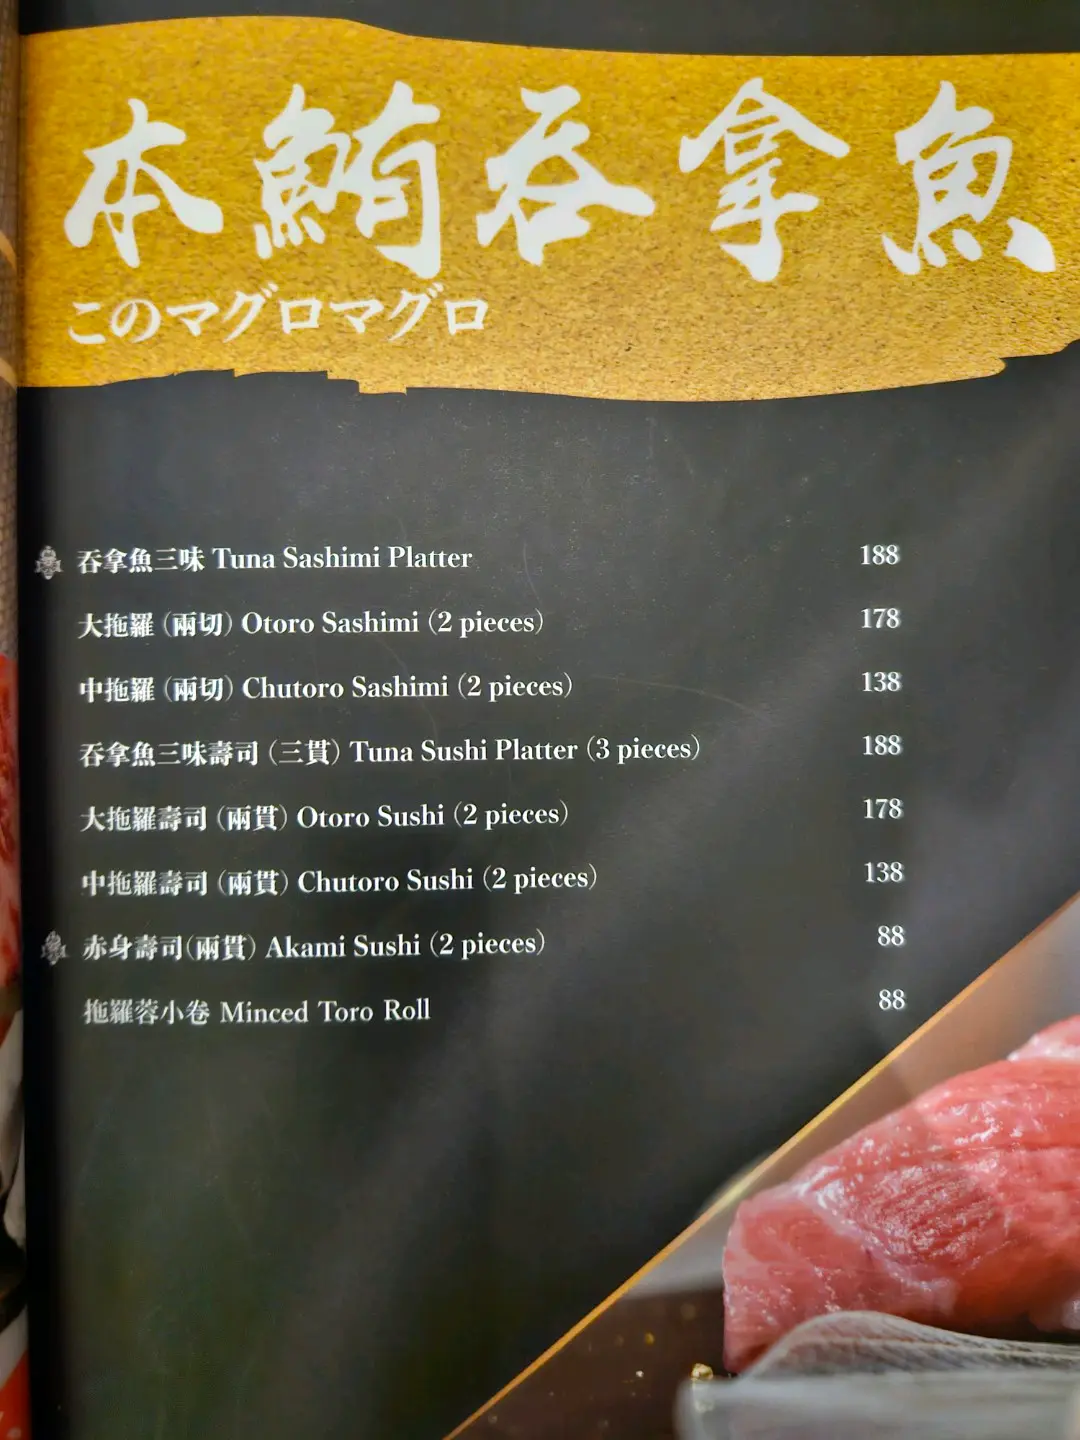 本鮪吞拿魚
このマグロマグロ
吞拿魚三味 Tuna Sashimi Platter 188
大拖羅（兩切）Otoro Sashimi (2 pieces) 178
中拖羅（兩切）Chutoro Sashimi (2 pieces) 138
吞拿魚三味壽司（三貫）Tuna Sushi Platter (3 pieces) 188
大拖羅壽司（兩貫）Otoro Sushi (2 pieces) 178
中拖羅壽司（兩貫）Chutoro Sushi (2 pieces) 138
赤身壽司（兩貫）Akami Sushi (2 pieces) 88
拖羅蓉小卷 Minced Toro Roll 88